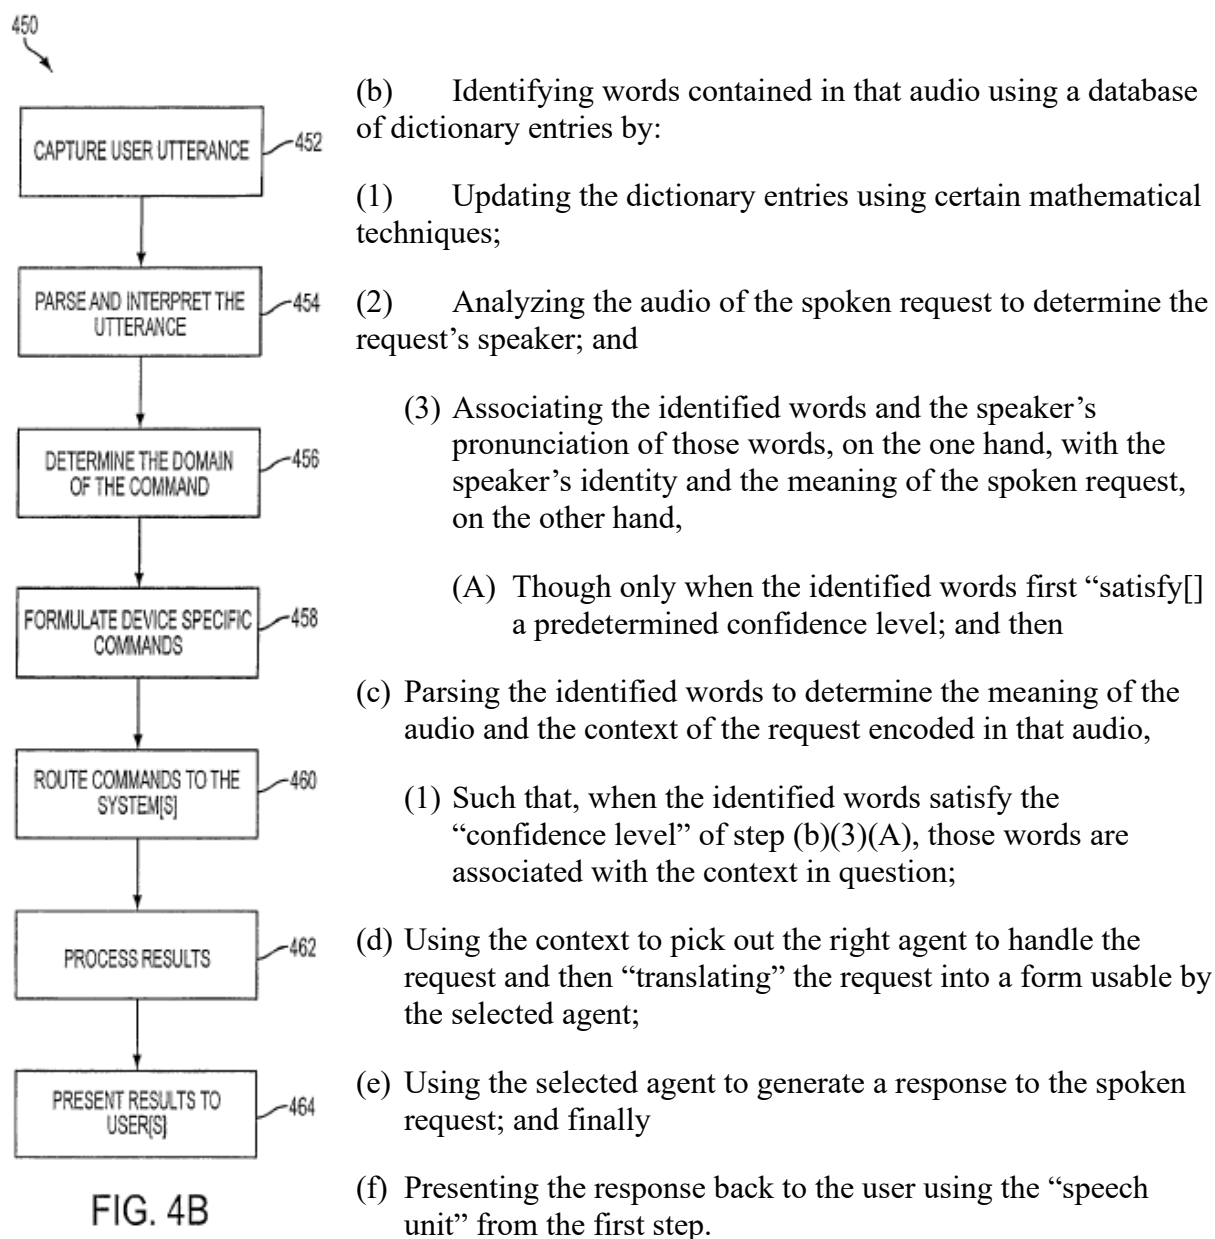 450
CAPTURE USER UTTERANCE
452
PARSE AND INTERPRET THE
UTTERANCE
454
DETERMINE THE DOMAIN
OF THE COMMAND
456
FORMULATE DEVICE SPECIFIC
COMMANDS
458
ROUTE COMMANDS TO THE
SYSTEM[S]
460
PROCESS RESULTS
462
PRESENT RESULTS TO
USER[S]
464
FIG. 4B
(b) Identifying words contained in that audio using a database
of dictionary entries by:
(1) Updating the dictionary entries using certain mathematical
techniques;
(2) Analyzing the audio of the spoken request to determine the
request’s speaker; and
(3) Associating the identified words and the speaker’s
pronunciation of those words, on the one hand, with the
speaker’s identity and the meaning of the spoken request,
on the other hand,
(A) Though only when the identified words first “satisfy[]
a predetermined confidence level; and then
(c) Parsing the identified words to determine the meaning of the
audio and the context of the request encoded in that audio,
(1) Such that, when the identified words satisfy the
“confidence level” of step (b)(3)(A), those words are
associated with the context in question;
(d) Using the context to pick out the right agent to handle the
request and then “translating” the request into a form usable by
the selected agent;
(e) Using the selected agent to generate a response to the spoken
request; and finally
(f) Presenting the response back to the user using the “speech
unit” from the first step.